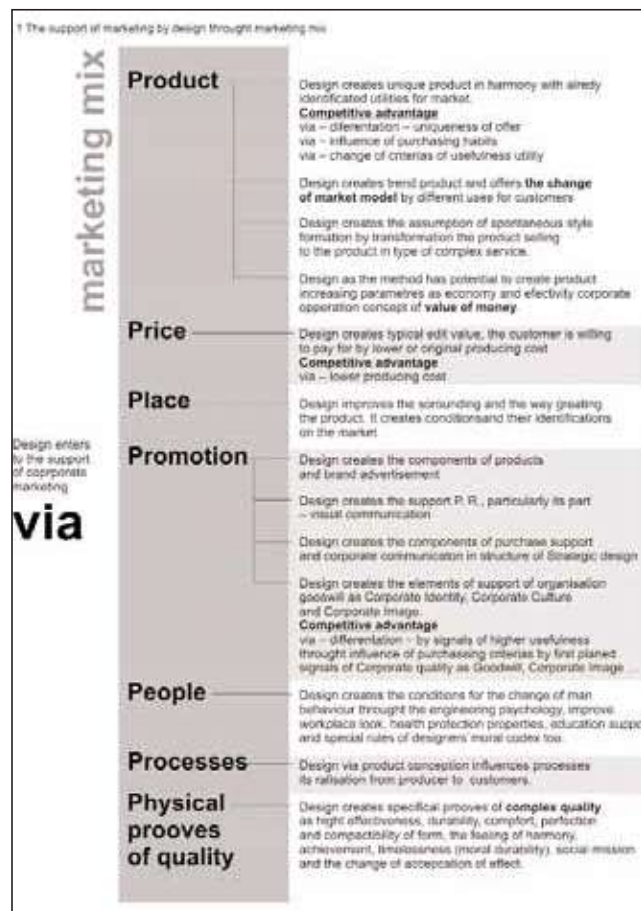 1 The support of marketing by design throught marketing mix
marketing mix
Product
Design creates unique product in harmony with alredy
identificated utilities for market.
Competitive advantage
via – diferentation – uniqueness of offer
via – influence of purchasing habits
via – change of criterias of usefulness utility
Design creates trend product and offers the change
of market model by different uses for customers
Design creates the assumption of spontaneous style
formation by transformation the product selling
to the product in type of complex service.
Design as the method has potential to create product
increasing parametres as economy and efectivity corporate
opperation concept of value of money.
Price
Design creates typical edit value, the customer is willing
to pay for by lower or original producing cost
Competitive advantage
via – lower producing cost
Place
Design improves the sorrounding and the way greating
the product. It creates conditionsand their identifications
on the market
Design enters
to the support
of coprporate
marketing
via
Promotion
Design creates the components of products
and brand advertisement
Design creates the support P. R., particularly its part
– visual communication
Design creates the components of purchase support
and corporate communicaton in structure of Strategic design
Design creates the elements of support of organisation
goodwill as Corporate Identity, Corporate Culture
and Corporate Image.
Competitive advantage
via – differentation – by signals of higher usefulness
throught influence of purchassing criterias by first planed
signals of Corporate quality as Goodwill, Corporate Image
People
Design creates the conditions for the change of man
behaviour throught the engineering psychology, improve
workplace look, health protection properties, education suppo
and special rules of designers' moral codex too.
Processes
Design via product conception influences processes
its ralisation from producer to customers.
Physical
prooves
of quality
Design creates specifical prooves of complex quality
as hight effectiveness, durability, compfort, perfection
and compactibility of form, the feeling of harmony,
achievement, timelessness (moral durability), social mission
and the change of acceptation of effect.